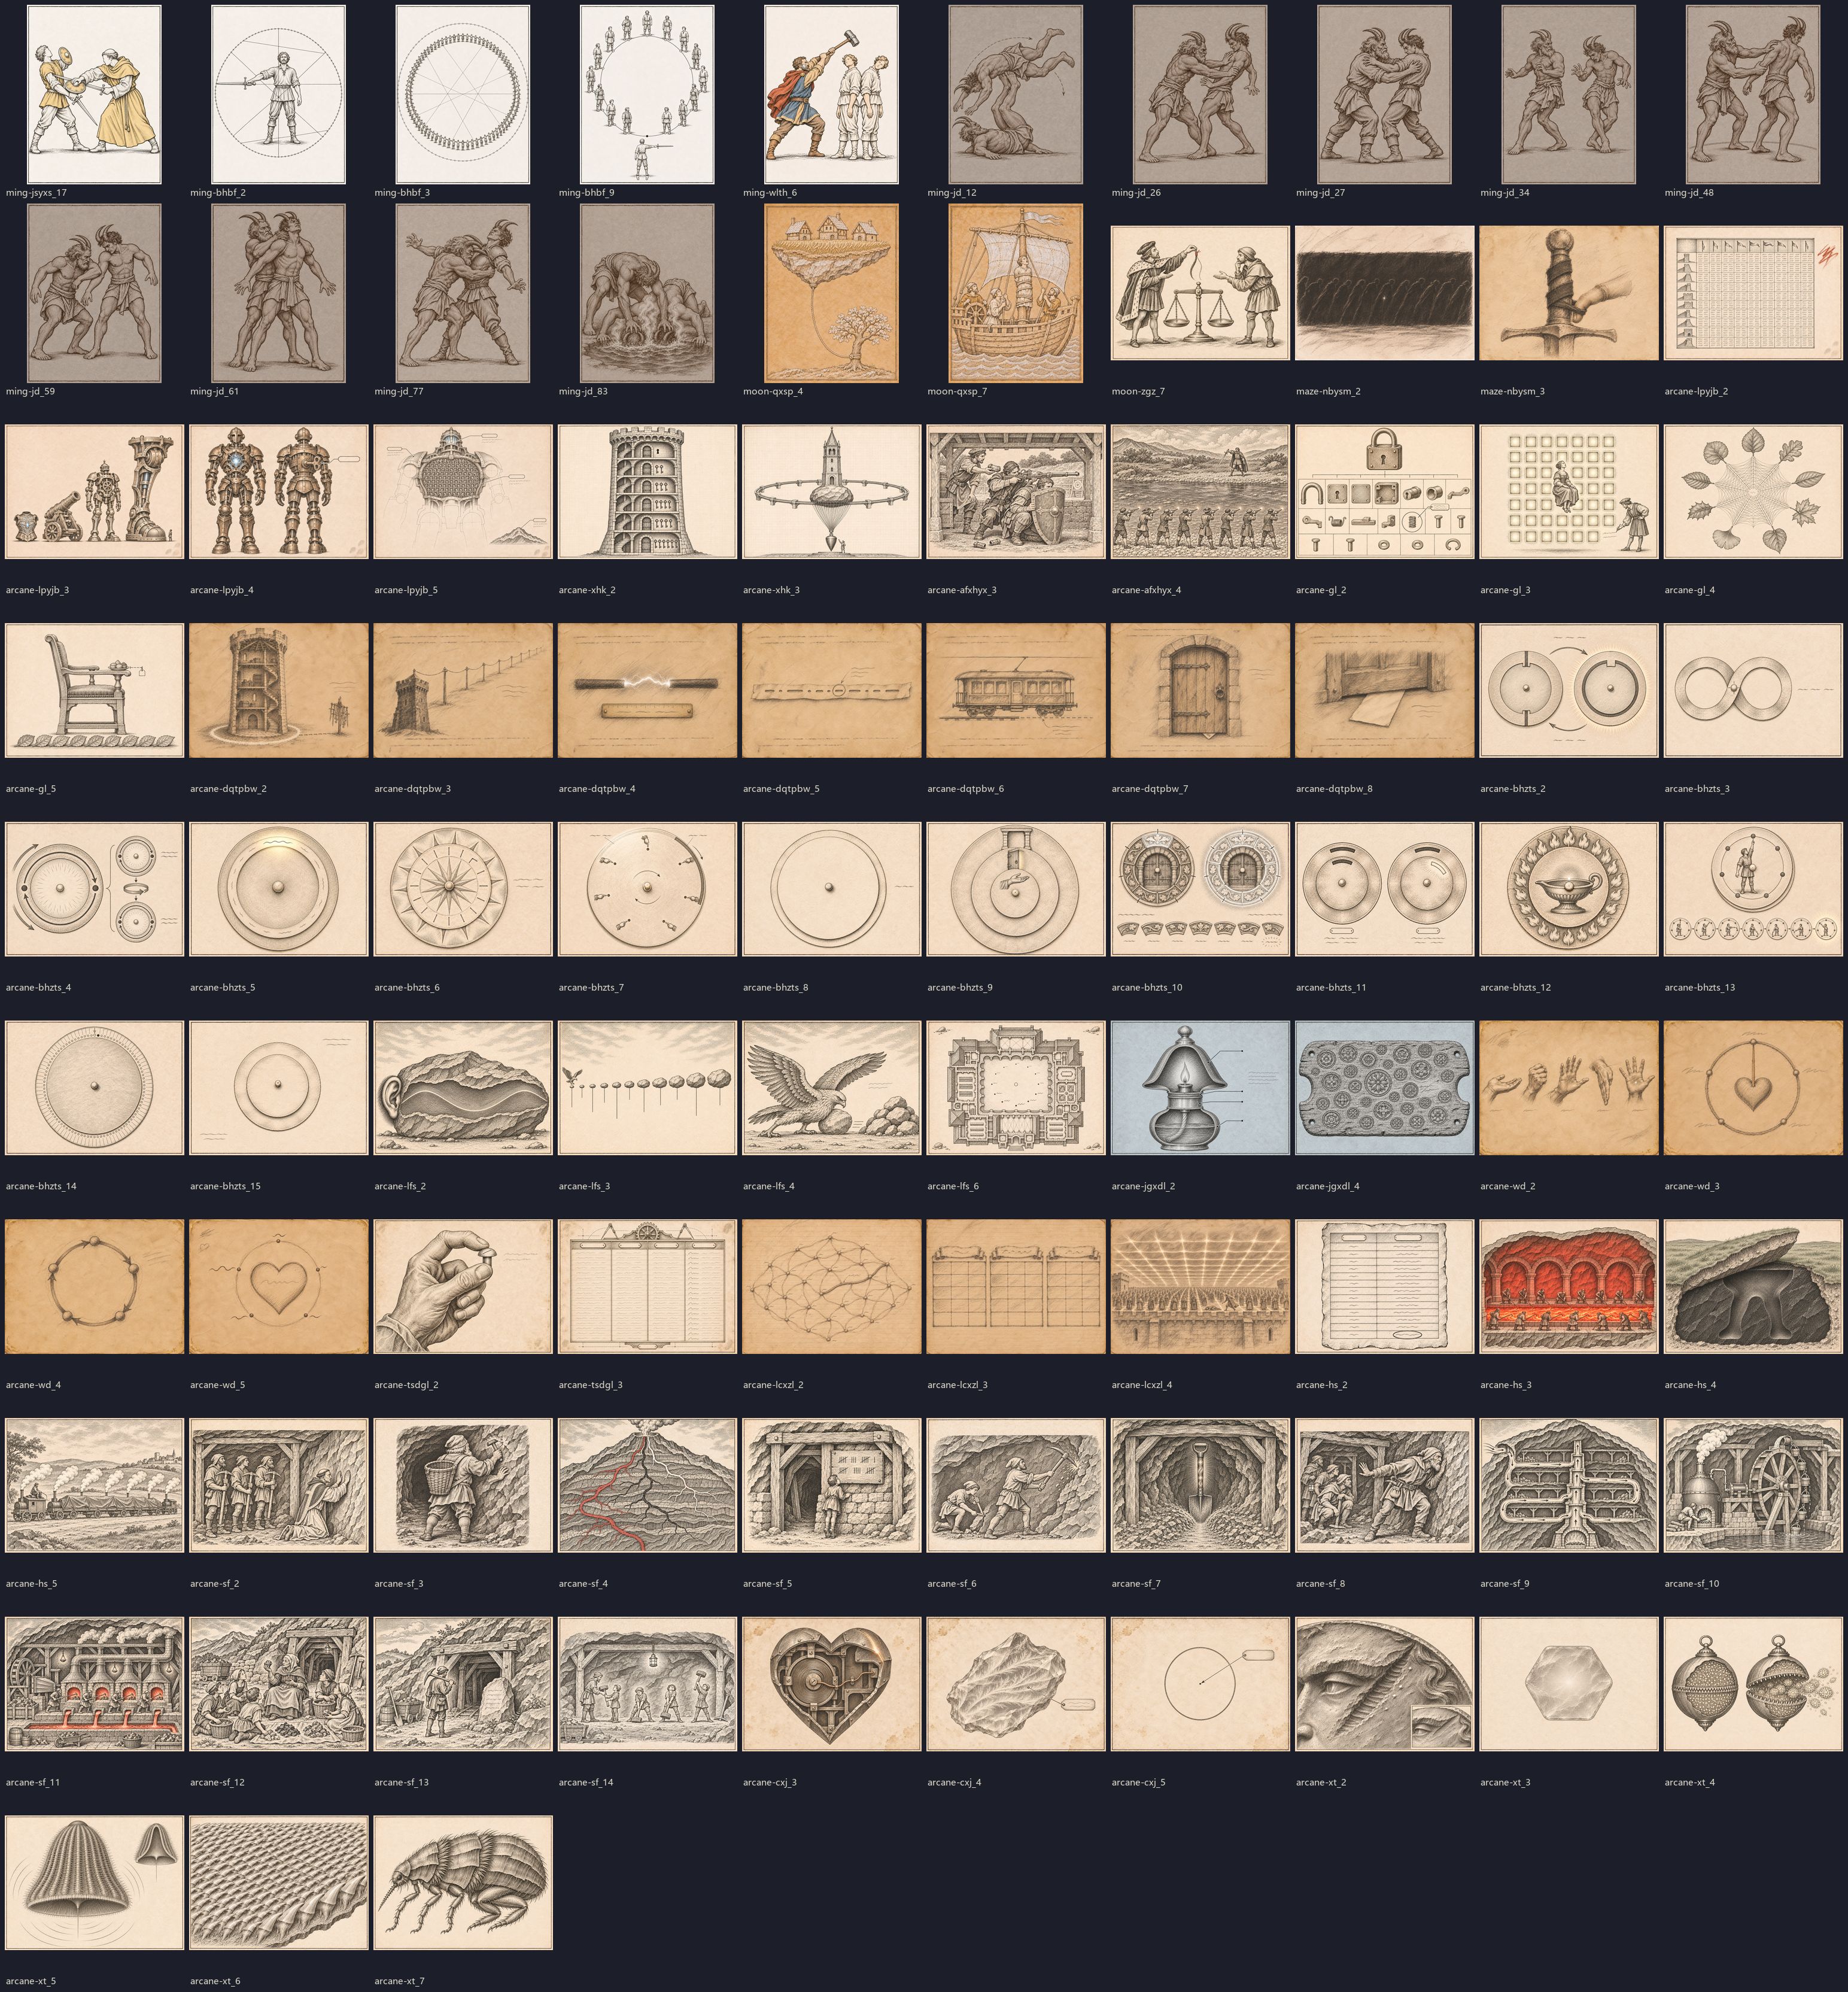 ming-jsyxs_17
ming-bhbf_2
ming-bhbf_3
ming-bhbf_9
ming-wlth_6
ming-jd_12
ming-jd_26
ming-jd_27
ming-jd_34
ming-jd_48
ming-jd_59
ming-jd_61
ming-jd_77
ming-jd_83
moon-qxsp_4
moon-qxsp_7
moon-zgz_7
maze-nbysm_2
maze-nbysm_3
arcane-lpyjb_2
arcane-lpyjb_3
arcane-lpyjb_4
arcane-lpyjb_5
arcane-xhk_2
arcane-xhk_3
arcane-afxhyx_3
arcane-afxhyx_4
arcane-gl_2
arcane-gl_3
arcane-gl_4
arcane-gl_5
arcane-dqtpbw_2
arcane-dqtpbw_3
arcane-dqtpbw_4
arcane-dqtpbw_5
arcane-dqtpbw_6
arcane-dqtpbw_7
arcane-dqtpbw_8
arcane-bhzts_2
arcane-bhzts_3
arcane-bhzts_4
arcane-bhzts_5
arcane-bhzts_6
arcane-bhzts_7
arcane-bhzts_8
arcane-bhzts_9
arcane-bhzts_10
arcane-bhzts_11
arcane-bhzts_12
arcane-bhzts_13
arcane-bhzts_14
arcane-bhzts_15
arcane-lfs_2
arcane-lfs_3
arcane-lfs_4
arcane-lfs_6
arcane-jgxdl_2
arcane-jgxdl_4
arcane-wd_2
arcane-wd_3
arcane-wd_4
arcane-wd_5
arcane-tsdgl_2
arcane-tsdgl_3
arcane-lcxzl_2
arcane-lcxzl_3
arcane-lcxzl_4
arcane-hs_2
arcane-hs_3
arcane-hs_4
arcane-hs_5
arcane-sf_2
arcane-sf_3
arcane-sf_4
arcane-sf_5
arcane-sf_6
arcane-sf_7
arcane-sf_8
arcane-sf_9
arcane-sf_10
arcane-sf_11
arcane-sf_12
arcane-sf_13
arcane-sf_14
arcane-cxj_3
arcane-cxj_4
arcane-cxj_5
arcane-xt_2
arcane-xt_3
arcane-xt_4
arcane-xt_5
arcane-xt_6
arcane-xt_7